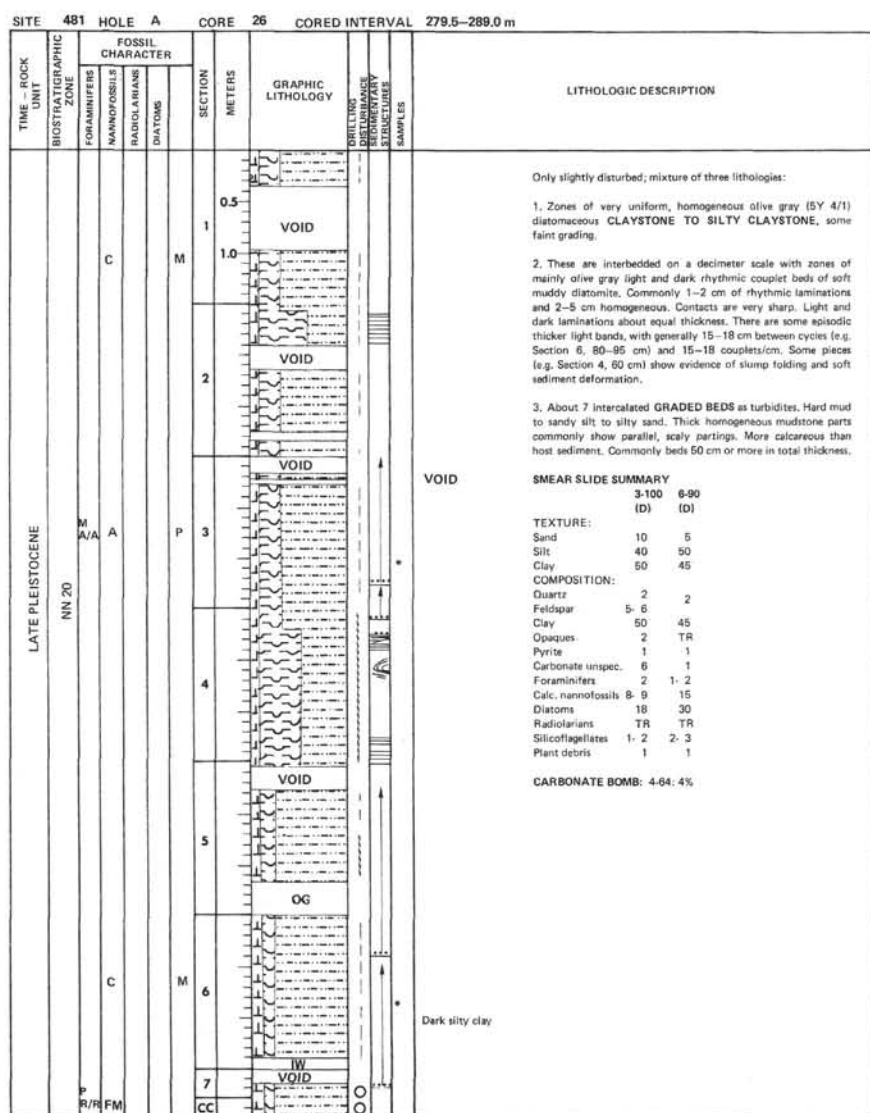 SITE 481 HOLE A CORE 26 CORED INTERVAL 279.5–289.0 m
TIME – ROCK UNIT
BIOSTRATIGRAPHIC ZONE
FOSSIL CHARACTER
FORAMINIFERS
NANNOFOSSILS
RADIOLARIANS
DIATOMS
SECTION
METERS
GRAPHIC LITHOLOGY
DRILLING DISTURBANCE
SEDIMENTARY STRUCTURES
SAMPLES
LITHOLOGIC DESCRIPTION
LATE PLEISTOCENE
NN 20
0.5
1
VOID
1.0
C M
VOID
2
VOID
VOID
M
A/A A P
3
4
VOID
5
OG
C M
6
Dark silty clay
IW
7
VOID
P
R/R FM
CC
Only slightly disturbed; mixture of three lithologies:
1. Zones of very uniform, homogeneous olive gray (5Y 4/1)
diatomaceous CLAYSTONE TO SILTY CLAYSTONE, some
faint grading.
2. These are interbedded on a decimeter scale with zones of
mainly olive gray light and dark rhythmic couplet beds of soft
muddy diatomite. Commonly 1–2 cm of rhythmic laminations
and 2–5 cm homogeneous. Contacts are very sharp. Light and
dark laminations about equal thickness. There are some episodic
thicker light bands, with generally 15–18 cm between cycles (e.g.
Section 6, 80–95 cm) and 15–18 couplets/cm. Some pieces
(e.g. Section 4, 60 cm) show evidence of slump folding and soft
sediment deformation.
3. About 7 intercalated GRADED BEDS as turbidites. Hard mud
to sandy silt to silty sand. Thick homogeneous mudstone parts
commonly show parallel, scaly partings. More calcareous than
host sediment. Commonly beds 50 cm or more in total thickness.
SMEAR SLIDE SUMMARY
3-100 6-90
(D) (D)
TEXTURE:
Sand 10 5
Silt 40 50
Clay 50 45
COMPOSITION:
Quartz 2 2
Feldspar 5- 6
Clay 50 45
Opaques 2 TR
Pyrite 1 1
Carbonate unspec. 6 1
Foraminifers 2 1- 2
Calc. nannofossils 8- 9 15
Diatoms 18 30
Radiolarians TR TR
Silicoflagellates 1- 2 2- 3
Plant debris 1 1
CARBONATE BOMB: 4-64: 4%